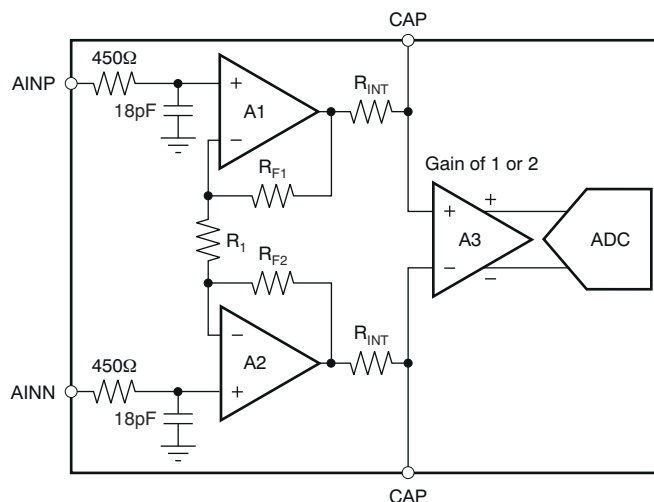 CAP
450Ω
AINP
18pF
+
A1
−
R_INT
R_F1
Gain of 1 or 2
+
+
A3
−
−
ADC
R_1
R_F2
−
A2
+
R_INT
450Ω
AINN
18pF
CAP